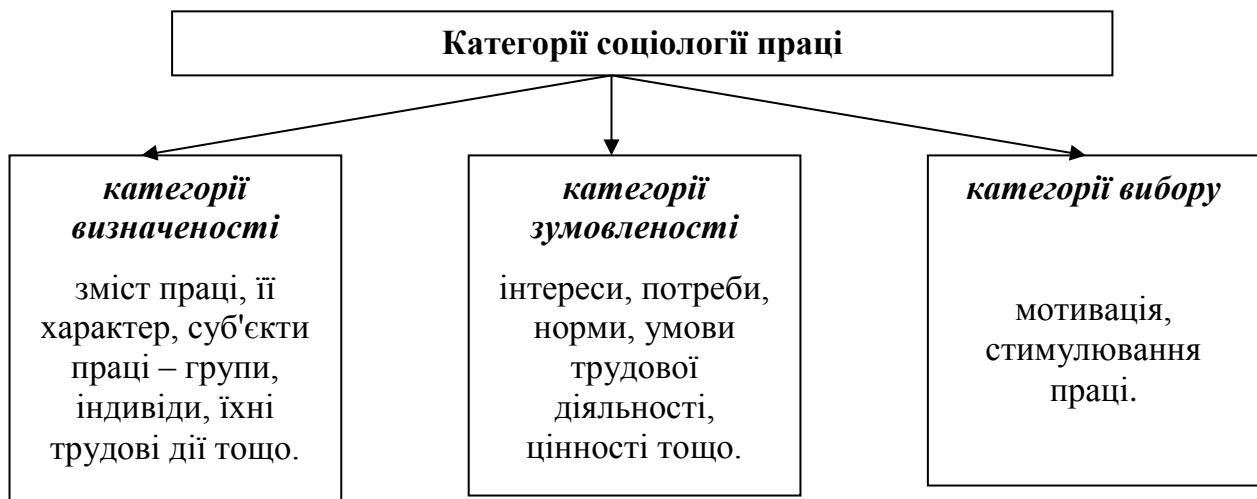 Категорії соціології праці
категорії
визначеності
зміст праці, її
характер, суб'єкти
праці – групи,
індивіди, їхні
трудові дії тощо.
категорії
зумовленості
інтереси, потреби,
норми, умови
трудової
діяльності,
цінності тощо.
категорії вибору
мотивація,
стимулювання
праці.